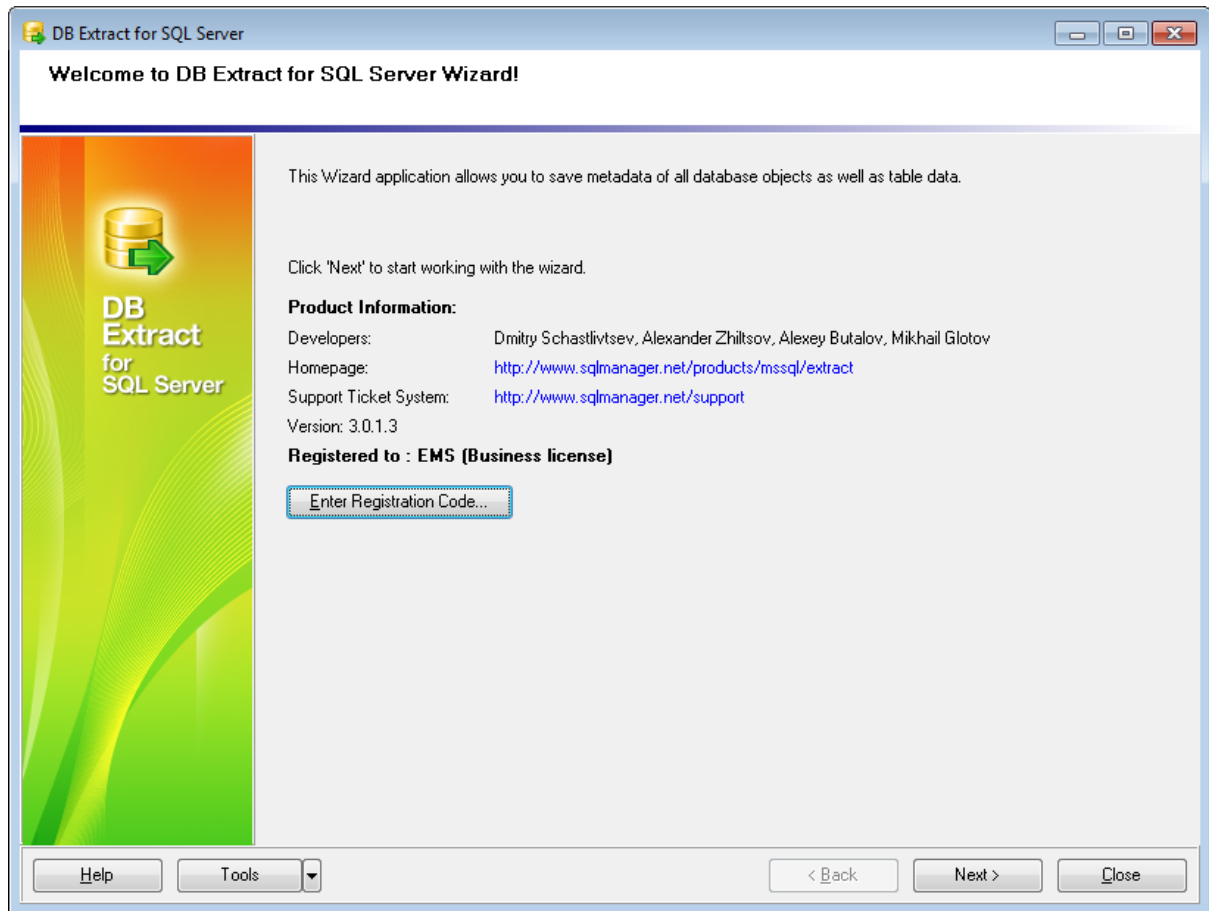 DB Extract for SQL Server
Welcome to DB Extract for SQL Server Wizard!
This Wizard application allows you to save metadata of all database objects as well as table data.
Click 'Next' to start working with the wizard.
DB
Extract
for
SQL Server
Product Information:
Developers: Dmitry Schastlivtsev, Alexander Zhiltsov, Alexey Butalov, Mikhail Glotov
Homepage: http://www.sqlmanager.net/products/mssql/extract
Support Ticket System: http://www.sqlmanager.net/support
Version: 3.0.1.3
Registered to : EMS (Business license)
Enter Registration Code...
Help Tools < Back Next > Close